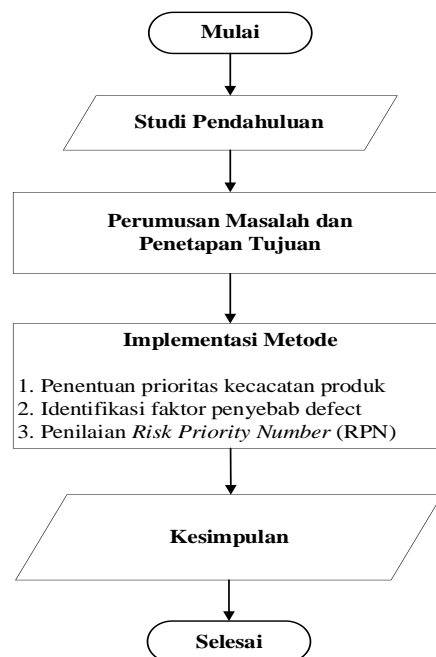 Mulai
Studi Pendahuluan
Perumusan Masalah dan
Penetapan Tujuan
Implementasi Metode
1. Penentuan prioritas kecacatan produk
2. Identifikasi faktor penyebab defect
3. Penilaian Risk Priority Number (RPN)
Kesimpulan
Selesai